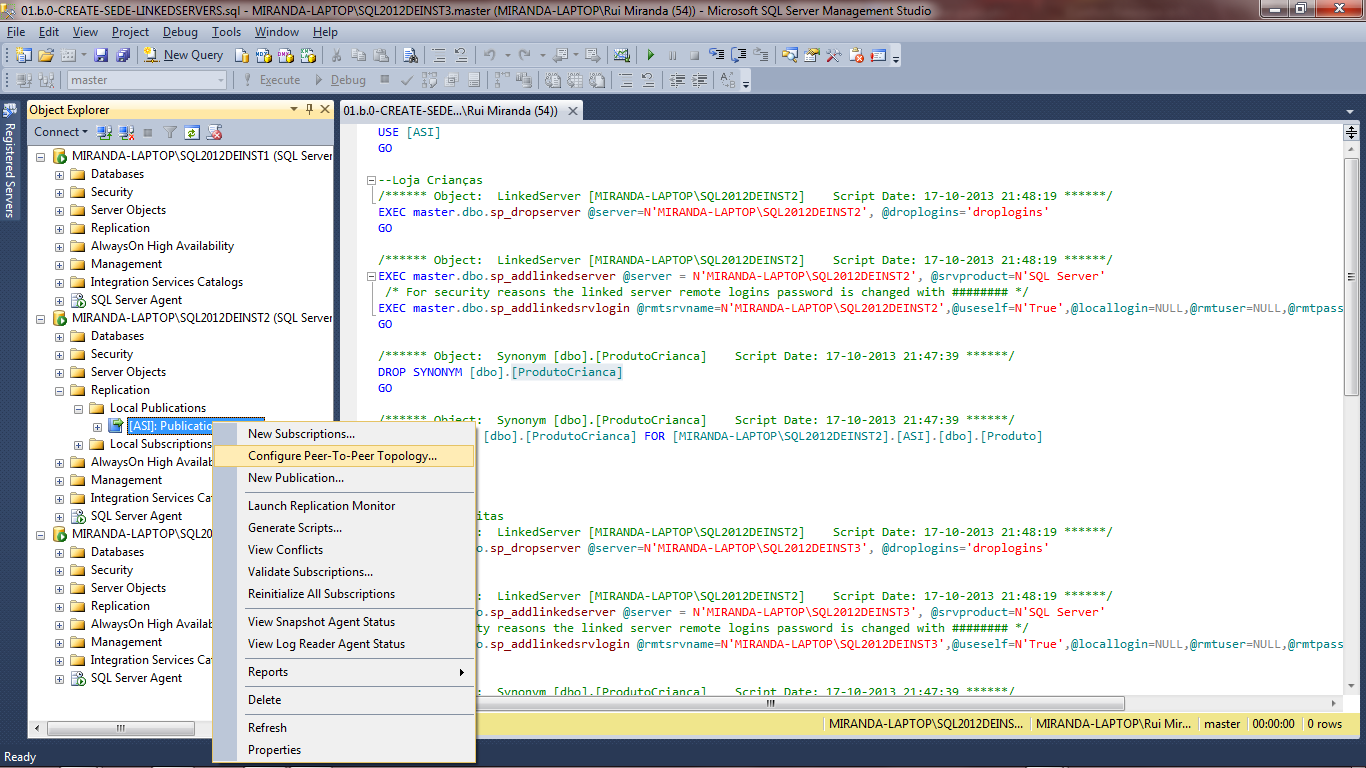 01.b.0-CREATE-SEDE-LINKEDSERVERS.sql - MIRANDA-LAPTOP\SQL2012DEINST3.master (MIRANDA-LAPTOP\Rui Miranda (54)) - Microsoft SQL Server Management Studio
File Edit View Project Debug Tools Window Help
New Query
master Execute Debug
Registered Servers
Object Explorer
Connect
MIRANDA-LAPTOP\SQL2012DEINST1 (SQL Server
Databases
Security
Server Objects
Replication
AlwaysOn High Availability
Management
Integration Services Catalogs
SQL Server Agent
MIRANDA-LAPTOP\SQL2012DEINST2 (SQL Server
Databases
Security
Server Objects
Replication
Local Publications
[ASI]: Publicatio
Local Subscriptions
AlwaysOn High Availab
Management
Integration Services Cat
SQL Server Agent
MIRANDA-LAPTOP\SQL20
Databases
Security
Server Objects
Replication
AlwaysOn High Availab
Management
Integration Services Cat
SQL Server Agent
New Subscriptions...
Configure Peer-To-Peer Topology...
New Publication...
Launch Replication Monitor
Generate Scripts...
View Conflicts
Validate Subscriptions...
Reinitialize All Subscriptions
View Snapshot Agent Status
View Log Reader Agent Status
Reports
Delete
Refresh
Properties
01.b.0-CREATE-SEDE...\Rui Miranda (54))
USE [ASI]
GO
--Loja Crianças
/****** Object:  LinkedServer [MIRANDA-LAPTOP\SQL2012DEINST2]    Script Date: 17-10-2013 21:48:19 ******/
EXEC master.dbo.sp_dropserver @server=N'MIRANDA-LAPTOP\SQL2012DEINST2', @droplogins='droplogins'
GO
/****** Object:  LinkedServer [MIRANDA-LAPTOP\SQL2012DEINST2]    Script Date: 17-10-2013 21:48:19 ******/
EXEC master.dbo.sp_addlinkedserver @server = N'MIRANDA-LAPTOP\SQL2012DEINST2', @srvproduct=N'SQL Server'
/* For security reasons the linked server remote logins password is changed with ######## */
EXEC master.dbo.sp_addlinkedsrvlogin @rmtsrvname=N'MIRANDA-LAPTOP\SQL2012DEINST2',@useself=N'True',@locallogin=NULL,@rmtuser=NULL,@rmtpass
GO
/****** Object:  Synonym [dbo].[ProdutoCrianca]    Script Date: 17-10-2013 21:47:39 ******/
DROP SYNONYM [dbo].[ProdutoCrianca]
GO
/****** Object:  Synonym [dbo].[ProdutoCrianca]    Script Date: 17-10-2013 21:47:39 ******/
[dbo].[ProdutoCrianca] FOR [MIRANDA-LAPTOP\SQL2012DEINST2].[ASI].[dbo].[Produto]
itas
:  LinkedServer [MIRANDA-LAPTOP\SQL2012DEINST2]    Script Date: 17-10-2013 21:48:19 ******/
o.sp_dropserver @server=N'MIRANDA-LAPTOP\SQL2012DEINST3', @droplogins='droplogins'
:  LinkedServer [MIRANDA-LAPTOP\SQL2012DEINST2]    Script Date: 17-10-2013 21:48:19 ******/
o.sp_addlinkedserver @server = N'MIRANDA-LAPTOP\SQL2012DEINST3', @srvproduct=N'SQL Server'
ty reasons the linked server remote logins password is changed with ######## */
o.sp_addlinkedsrvlogin @rmtsrvname=N'MIRANDA-LAPTOP\SQL2012DEINST3',@useself=N'True',@locallogin=NULL,@rmtuser=NULL,@rmtpass
:  Synonym [dbo].[ProdutoCrianca]    Script Date: 17-10-2013 21:47:39 ******/
MIRANDA-LAPTOP\SQL2012DEINS... MIRANDA-LAPTOP\Rui Mir... master 00:00:00 0 rows
Ready